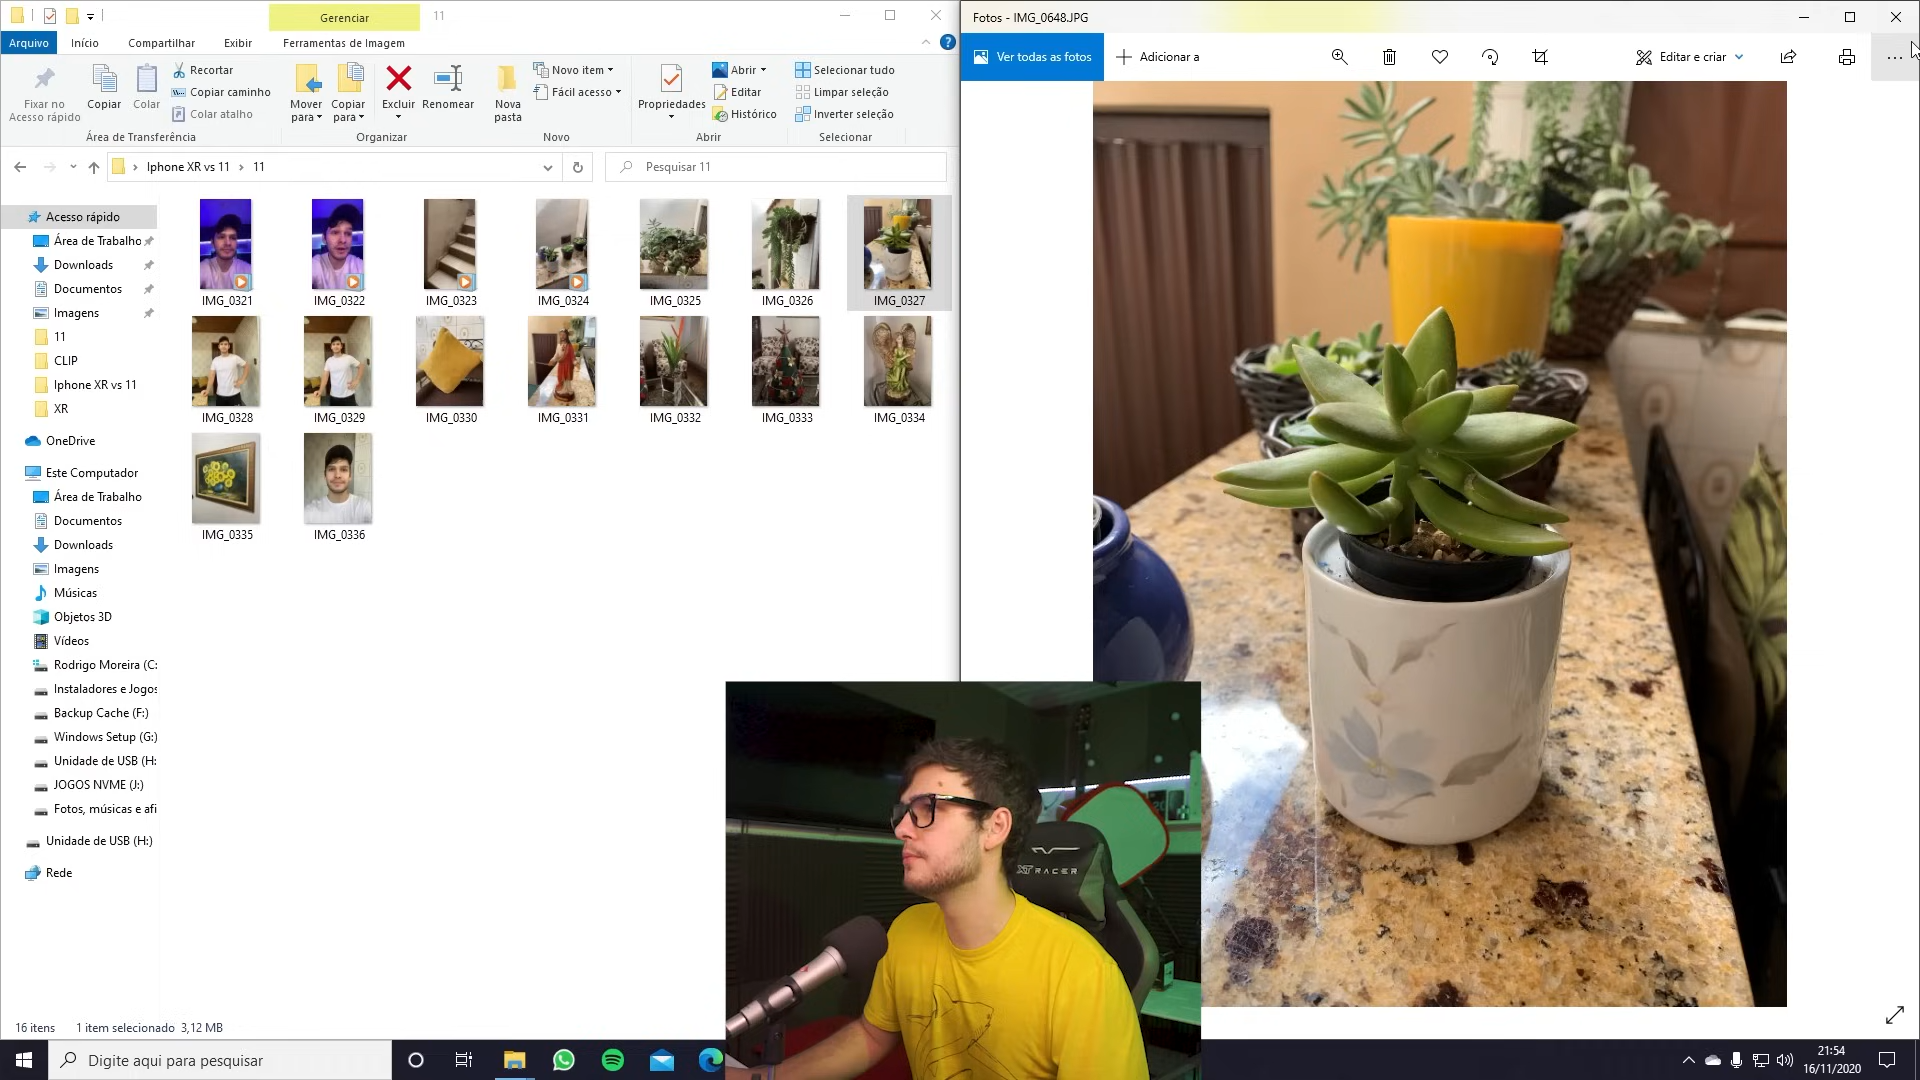 Gerenciar
11
Arquivo
Início
Compartilhar
Exibir
Ferramentas de Imagem
Fixar no
Acesso rápido
Copiar
Colar
Recortar
Copiar caminho
Colar atalho
Área de Transferência
Mover
para
Copiar
para
Excluir
Renomear
Organizar
Nova
pasta
Novo item
Fácil acesso
Novo
Propriedades
Abrir
Editar
Histórico
Abrir
Selecionar tudo
Limpar seleção
Inverter seleção
Selecionar
Iphone XR vs 11 › 11
Pesquisar 11
Acesso rápido
Área de Trabalho
Downloads
Documentos
Imagens
11
CLIP
Iphone XR vs 11
XR
OneDrive
Este Computador
Área de Trabalho
Documentos
Downloads
Imagens
Músicas
Objetos 3D
Vídeos
Rodrigo Moreira (C:
Instaladores e Jogos
Backup Cache (F:)
Windows Setup (G:)
Unidade de USB (H:
JOGOS NVME (J:)
Fotos, músicas e afi
Unidade de USB (H:)
Rede
IMG_0321
IMG_0322
IMG_0323
IMG_0324
IMG_0325
IMG_0326
IMG_0327
IMG_0328
IMG_0329
IMG_0330
IMG_0331
IMG_0332
IMG_0333
IMG_0334
IMG_0335
IMG_0336
16 itens
1 item selecionado 3,12 MB
Fotos - IMG_0648.JPG
Ver todas as fotos
Adicionar a
Editar e criar
XT RACER
Digite aqui para pesquisar
21:54
16/11/2020